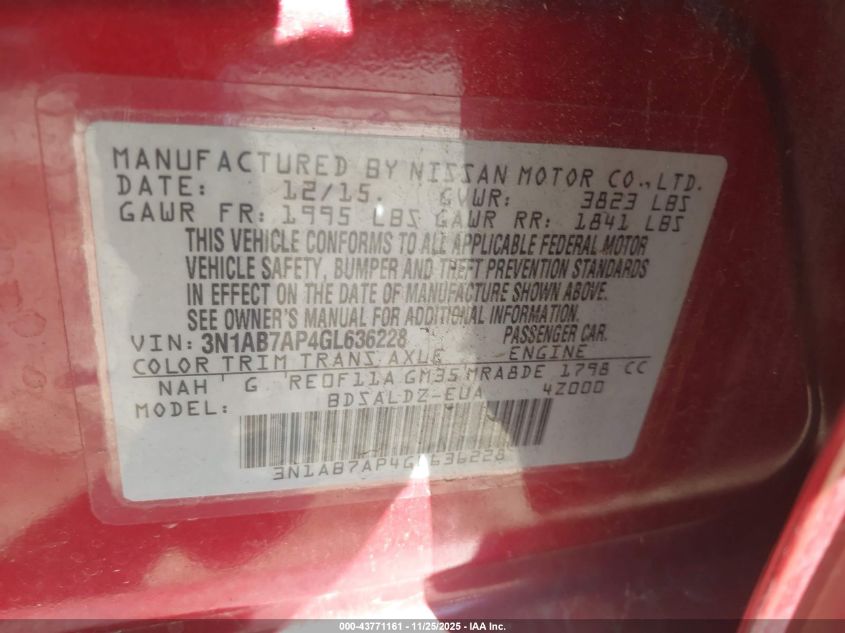 MANUFACTURED BY NISSAN MOTOR CO.,LTD.
DATE: 12/15. GVWR: 3823 LBS
GAWR FR: 1995 LBS GAWR RR: 1841 LBS
THIS VEHICLE CONFORMS TO ALL APPLICABLE FEDERAL MOTOR
VEHICLE SAFETY, BUMPER AND THEFT PREVENTION STANDARDS
IN EFFECT ON THE DATE OF MANUFACTURE SHOWN ABOVE.
SEE OWNER'S MANUAL FOR ADDITIONAL INFORMATION.
VIN: 3N1AB7AP4GL636228 PASSENGER CAR.
COLOR TRIM TRANS AXLE ENGINE
NAH G RE0F11A GM35 MRA8DE 1798 CC
MODEL: BDSALDZ-EUA 4Z000
3N1AB7AP4GL636228
000-43771161 - 11/25/2025 - IAA Inc.